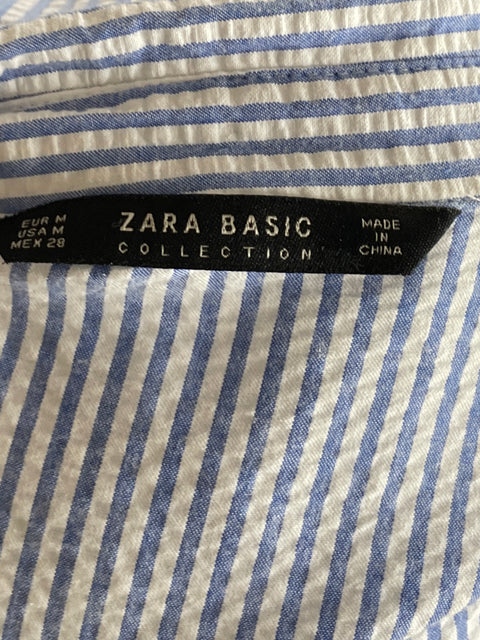 EUR M
USA M
MEX 28
ZARA BASIC
COLLECTION
MADE
IN
CHINA